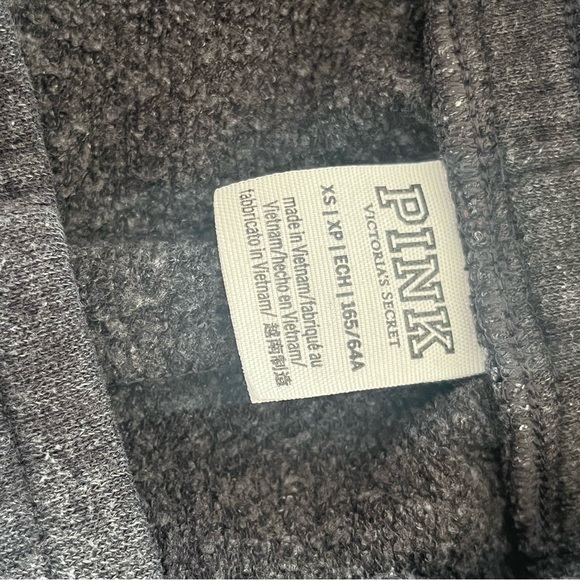 PINK
VICTORIA'S SECRET
XS | XP | ECH | 165/64A
made in Vietnam/fabriqué au
Vietnam/hecho en Vietnam/
fabbricato in Vietnam/ 越南制造